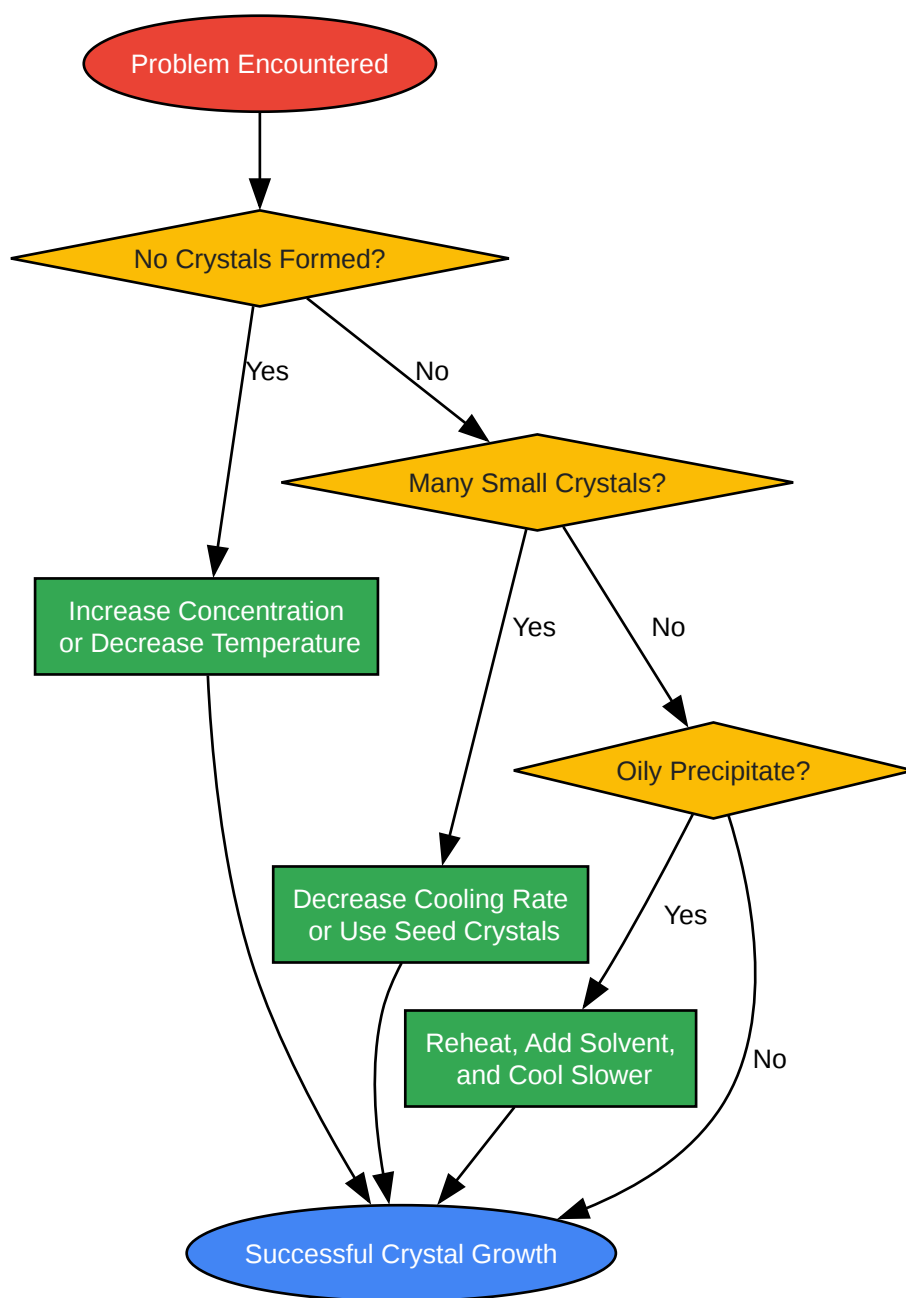 Problem Encountered
No Crystals Formed?
Yes
No
Many Small Crystals?
Increase Concentration
or Decrease Temperature
Yes
No
Oily Precipitate?
Decrease Cooling Rate
or Use Seed Crystals
Yes
Reheat, Add Solvent,
and Cool Slower
No
Successful Crystal Growth